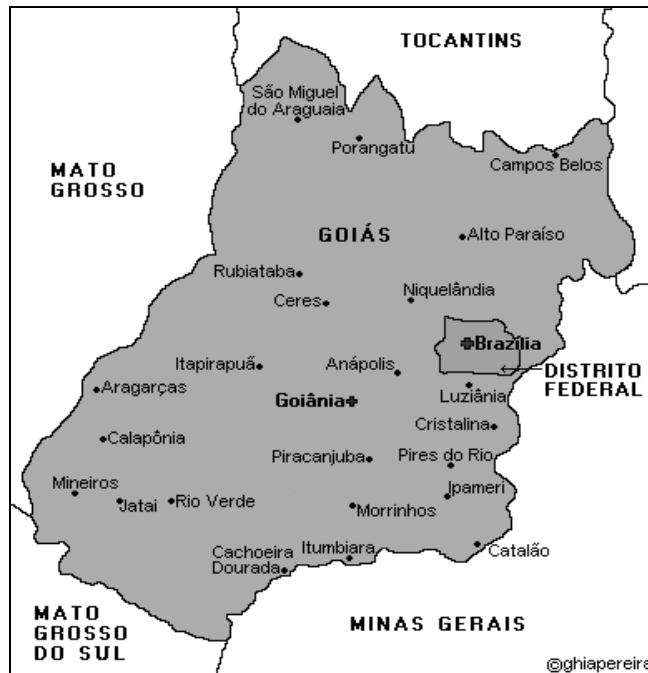 TOCANTINS
São Miguel
do Araguaia
Porangatu
Campos Belos
MATO
GROSSO
GOIÁS
Alto Paraíso
Rubiataba
Ceres
Niquelândia
Brazília
Itapirapuã
Anápolis
DISTRITO
FEDERAL
Aragarças
Goiânia
Luziânia
Cristalina
Calapônia
Piracanjuba
Pires do Rio
Mineiros
Jatai
Rio Verde
Ipameri
Morrinhos
Cachoeira
Dourada
Itumbiara
Catalão
MATO
GROSSO
DO SUL
MINAS GERAIS
©ghiapereira